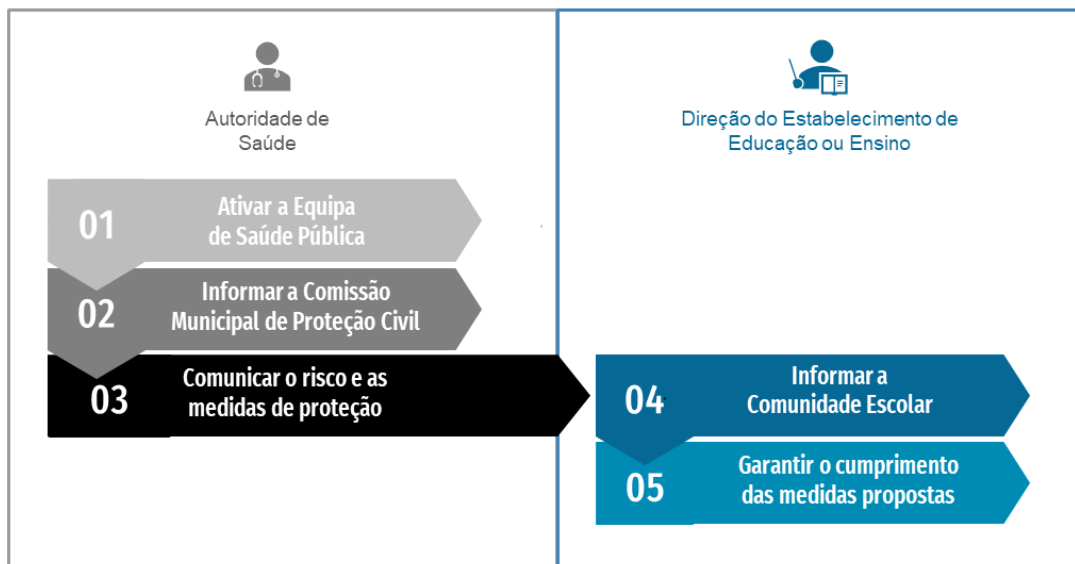 Autoridade de
Saúde
Direção do Estabelecimento de
Educação ou Ensino
01
Ativar a Equipa
de Saúde Pública
02
Informar a Comissão
Municipal de Proteção Civil
03
Comunicar o risco e as
medidas de proteção
04
Informar a
Comunidade Escolar
05
Garantir o cumprimento
das medidas propostas